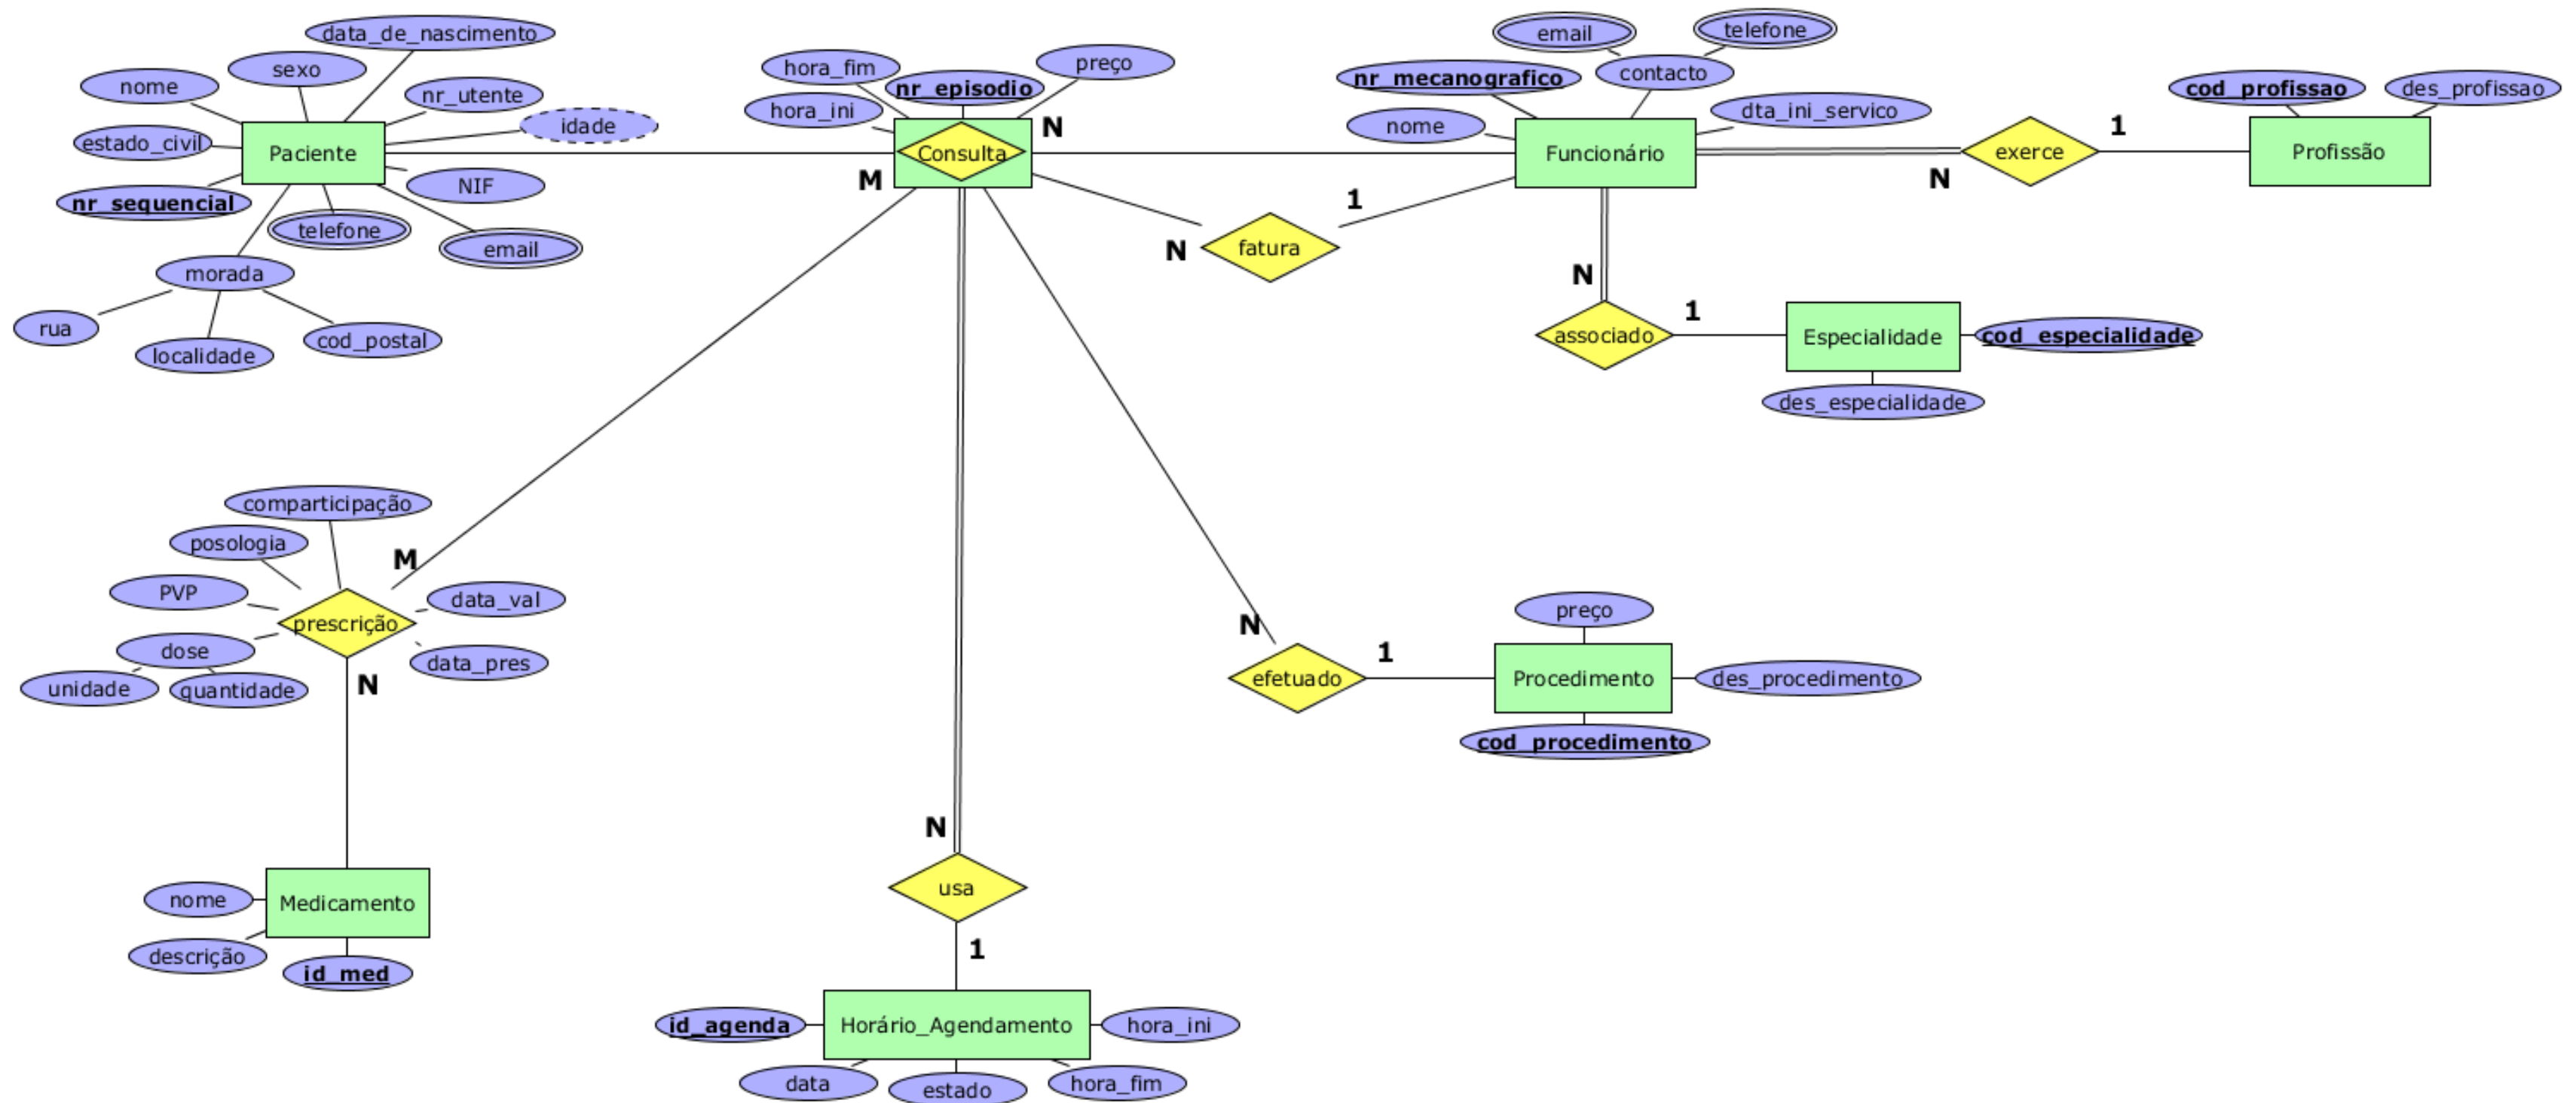 data_de_nascimento
sexo
nome
nr_utente
idade
estado_civil
Paciente
NIF
nr_sequencial
telefone
email
morada
rua
localidade
cod_postal
hora_fim
nr_episodio
preço
hora_ini
N
Consulta
M
email
telefone
nr_mecanografico
contacto
dta_ini_servico
nome
Funcionário
exerce
N
1
cod_profissao
des_profissao
Profissão
1
N
fatura
N
associado
1
Especialidade
cod_especialidade
des_especialidade
comparticipação
posologia
M
PVP
data_val
prescrição
dose
data_pres
unidade
quantidade
N
nome
Medicamento
descrição
id_med
N
efetuado
1
preço
Procedimento
des_procedimento
cod_procedimento
N
usa
1
id_agenda
Horário_Agendamento
hora_ini
data
estado
hora_fim